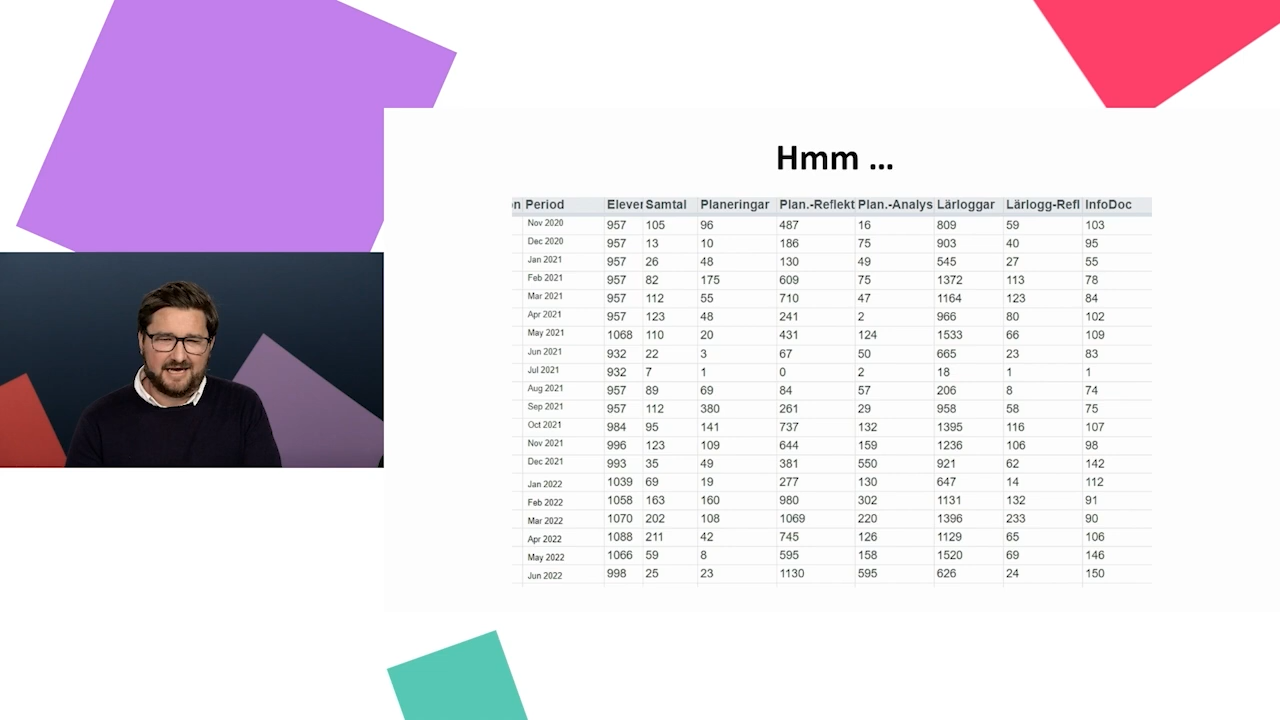 Hmm ...
n Period Elever Samtal Planeringar Plan.-Reflekt Plan.-Analys Lärloggar Lärlogg-Refl InfoDoc
Nov 2020 957 105 96 487 16 809 59 103
Dec 2020 957 13 10 186 75 903 40 95
Jan 2021 957 26 48 130 49 545 27 55
Feb 2021 957 82 175 609 75 1372 113 78
Mar 2021 957 112 55 710 47 1164 123 84
Apr 2021 957 123 48 241 2 966 80 102
May 2021 1068 110 20 431 124 1533 66 109
Jun 2021 932 22 3 67 50 665 23 83
Jul 2021 932 7 1 0 2 18 1 1
Aug 2021 957 89 69 84 57 206 8 74
Sep 2021 957 112 380 261 29 958 58 75
Oct 2021 984 95 141 737 132 1395 116 107
Nov 2021 996 123 109 644 159 1236 106 98
Dec 2021 993 35 49 381 550 921 62 142
Jan 2022 1039 69 19 277 130 647 14 112
Feb 2022 1058 163 160 980 302 1131 132 91
Mar 2022 1070 202 108 1069 220 1396 233 90
Apr 2022 1088 211 42 745 126 1129 65 106
May 2022 1066 59 8 595 158 1520 69 146
Jun 2022 998 25 23 1130 595 626 24 150